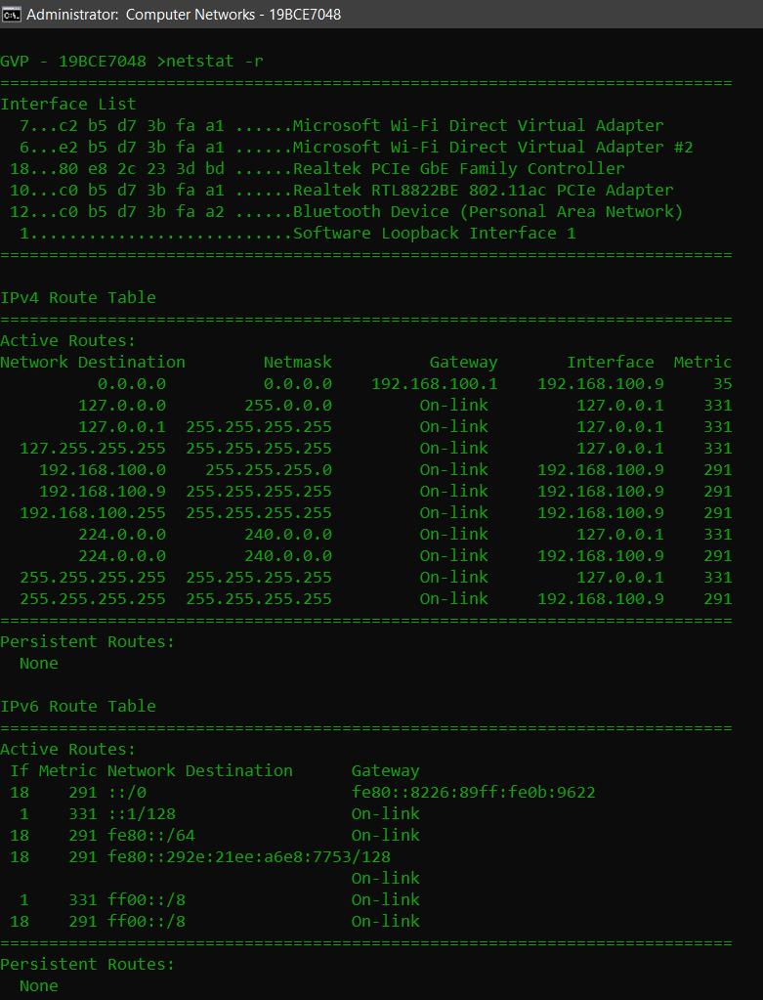 Administrator:  Computer Networks - 19BCE7048
GVP - 19BCE7048 >netstat -r
===========================================================================
Interface List
  7...c2 b5 d7 3b fa a1 ......Microsoft Wi-Fi Direct Virtual Adapter
  6...e2 b5 d7 3b fa a1 ......Microsoft Wi-Fi Direct Virtual Adapter #2
 18...80 e8 2c 23 3d bd ......Realtek PCIe GbE Family Controller
 10...c0 b5 d7 3b fa a1 ......Realtek RTL8822BE 802.11ac PCIe Adapter
 12...c0 b5 d7 3b fa a2 ......Bluetooth Device (Personal Area Network)
  1...........................Software Loopback Interface 1
===========================================================================
IPv4 Route Table
===========================================================================
Active Routes:
Network Destination        Netmask          Gateway       Interface  Metric
          0.0.0.0          0.0.0.0    192.168.100.1    192.168.100.9     35
        127.0.0.0        255.0.0.0         On-link         127.0.0.1    331
        127.0.0.1  255.255.255.255         On-link         127.0.0.1    331
  127.255.255.255  255.255.255.255         On-link         127.0.0.1    331
    192.168.100.0    255.255.255.0         On-link     192.168.100.9    291
    192.168.100.9  255.255.255.255         On-link     192.168.100.9    291
  192.168.100.255  255.255.255.255         On-link     192.168.100.9    291
        224.0.0.0        240.0.0.0         On-link         127.0.0.1    331
        224.0.0.0        240.0.0.0         On-link     192.168.100.9    291
  255.255.255.255  255.255.255.255         On-link         127.0.0.1    331
  255.255.255.255  255.255.255.255         On-link     192.168.100.9    291
===========================================================================
Persistent Routes:
  None
IPv6 Route Table
===========================================================================
Active Routes:
 If Metric Network Destination      Gateway
 18    291 ::/0                     fe80::8226:89ff:fe0b:9622
  1    331 ::1/128                  On-link
 18    291 fe80::/64                On-link
 18    291 fe80::292e:21ee:a6e8:7753/128
                                    On-link
  1    331 ff00::/8                 On-link
 18    291 ff00::/8                 On-link
===========================================================================
Persistent Routes:
  None